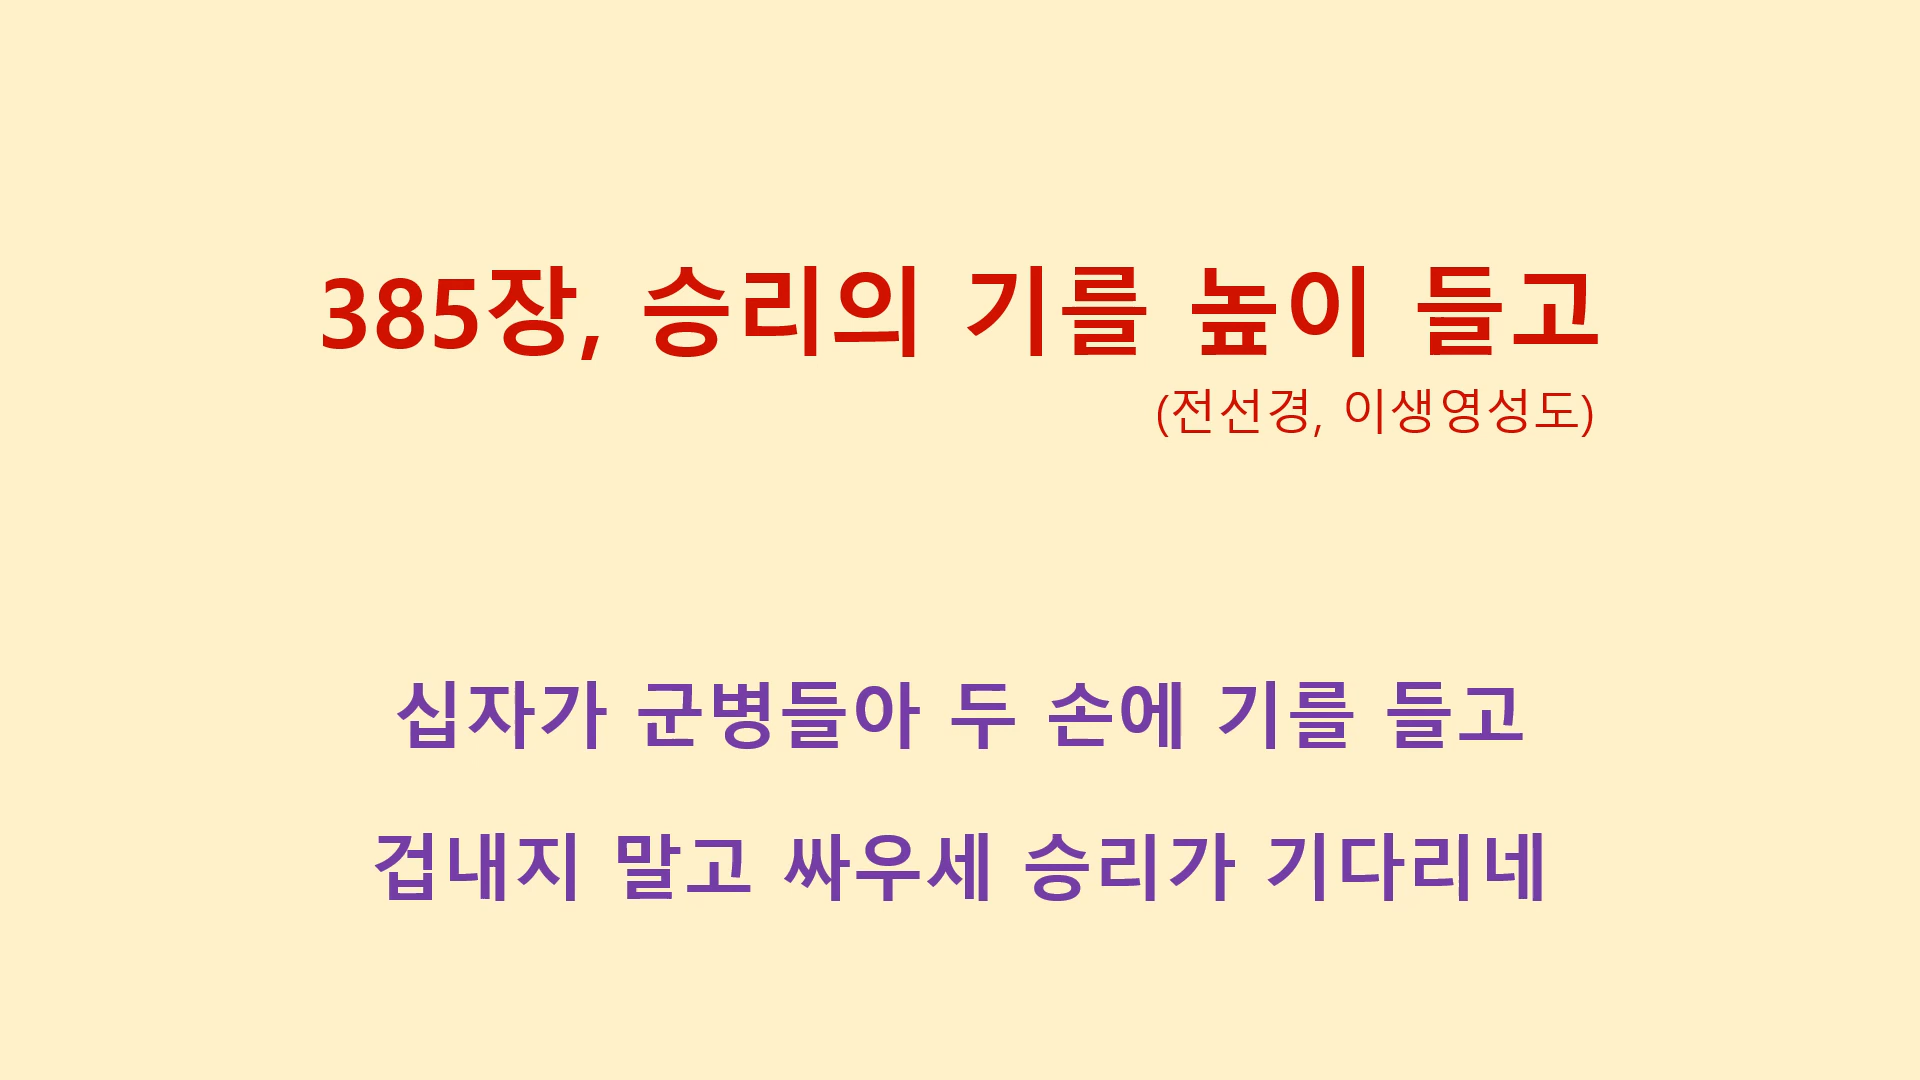 385장, 승리의 기를 높이 들고
(전선경, 이생영성도)
십자가 군병들아 두 손에 기를 들고
겁내지 말고 싸우세 승리가 기다리네